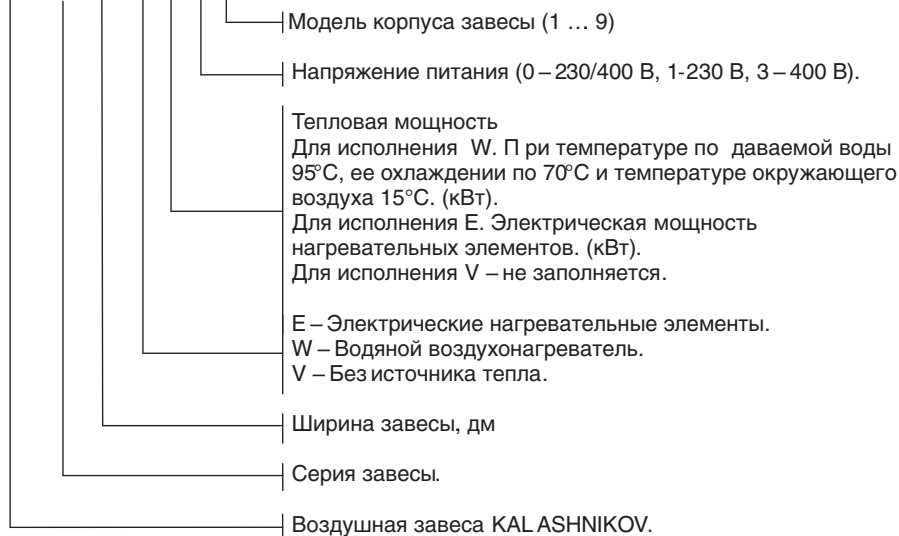 Модель корпуса завесы (1 … 9)
Напряжение питания (0 – 230/400 В, 1-230 В, 3 – 400 В).
Тепловая мощность
Для исполнения W. П ри температуре по даваемой воды
95°С, ее охлаждении по 70°С и температуре окружающего
воздуха 15°С. (кВт).
Для исполнения Е. Электрическая мощность
нагревательных элементов. (кВт).
Для исполнения V – не заполняется.
Е – Электрические нагревательные элементы.
W – Водяной воздухонагреватель.
V – Без источника тепла.
Ширина завесы, дм
Серия завесы.
Воздушная завеса KAL ASHNIKOV.